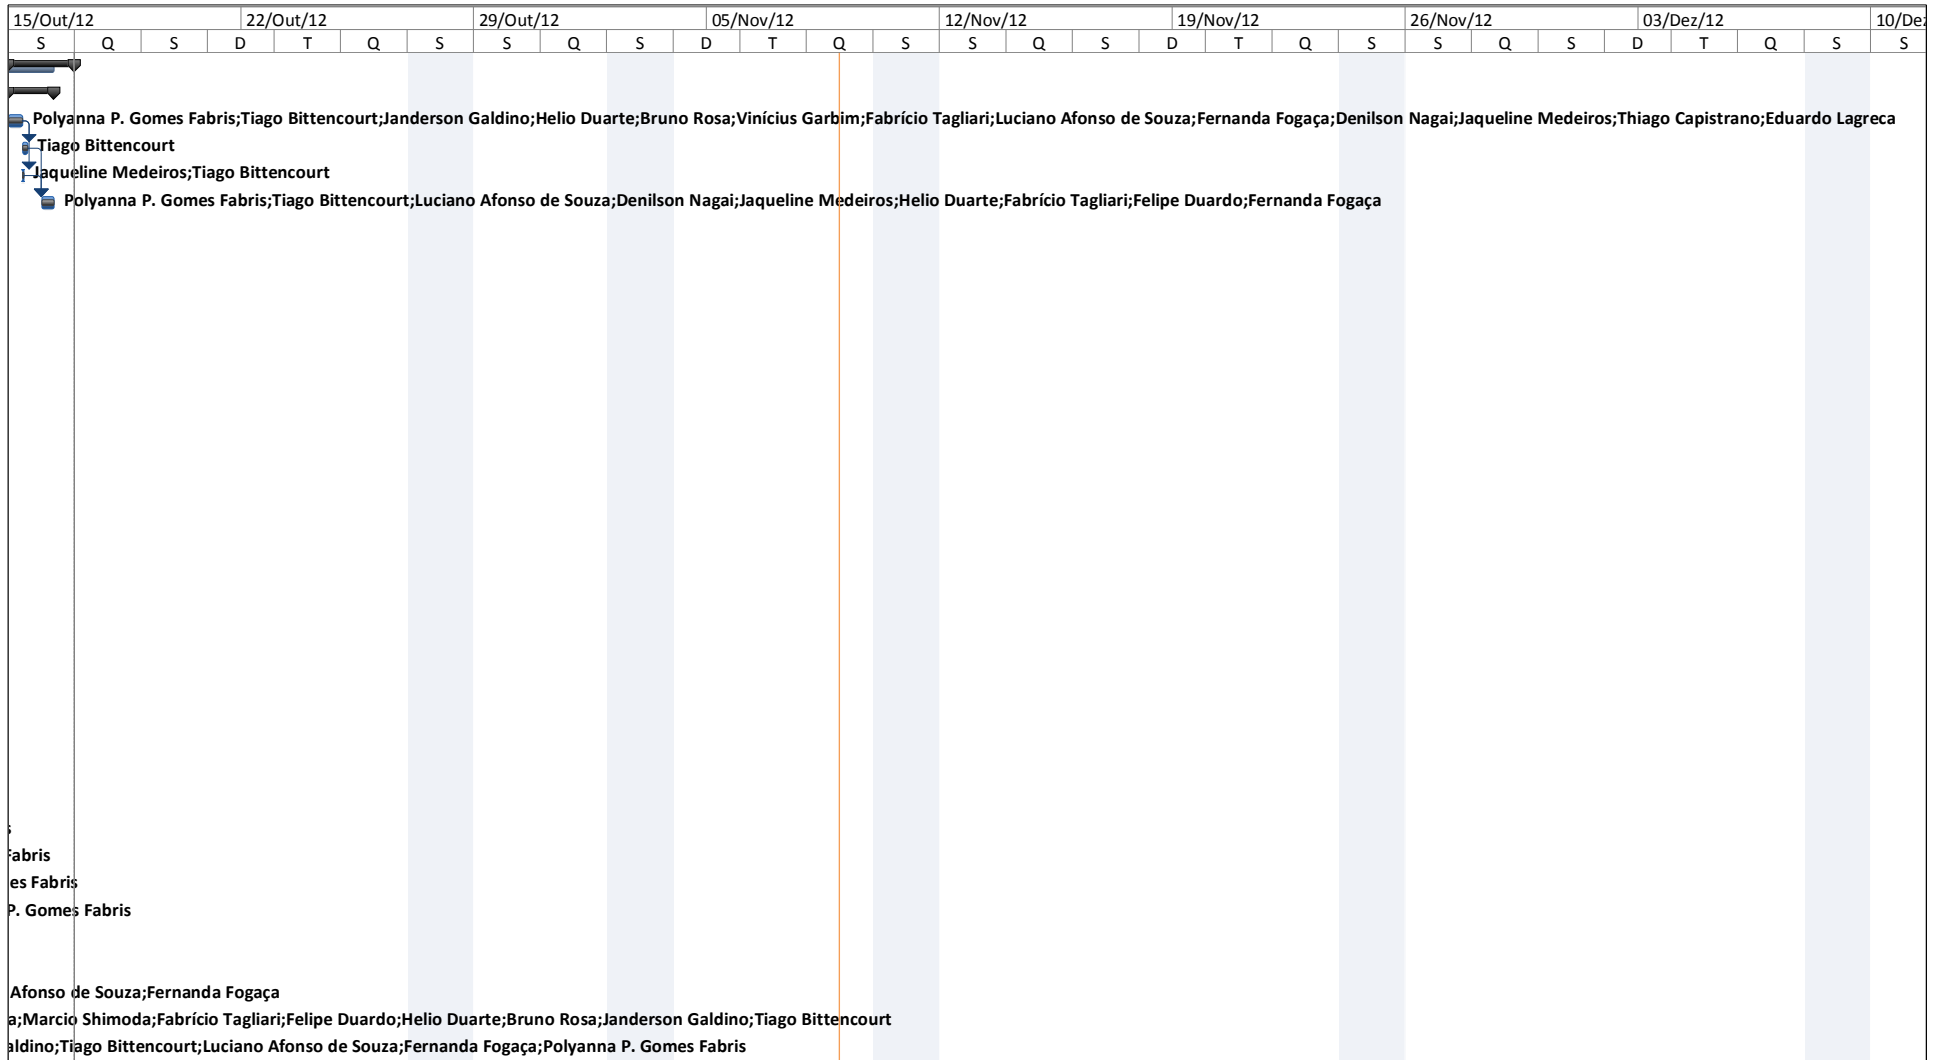 15/Out/12 22/Out/12 29/Out/12 05/Nov/12 12/Nov/12 19/Nov/12 26/Nov/12 03/Dez/12 10/Dez
S Q S D T Q S S Q S D T Q S S Q S D T Q S S Q S D T Q S S
Polyanna P. Gomes Fabris;Tiago Bittencourt;Janderson Galdino;Helio Duarte;Bruno Rosa;Vinícius Garbim;Fabrício Tagliari;Luciano Afonso de Souza;Fernanda Fogaça;Denilson Nagai;Jaqueline Medeiros;Thiago Capistrano;Eduardo Lagreca
Tiago Bittencourt
Jaqueline Medeiros;Tiago Bittencourt
Polyanna P. Gomes Fabris;Tiago Bittencourt;Luciano Afonso de Souza;Denilson Nagai;Jaqueline Medeiros;Helio Duarte;Fabrício Tagliari;Felipe Duardo;Fernanda Fogaça
s
Fabris
es Fabris
P. Gomes Fabris
Afonso de Souza;Fernanda Fogaça
a;Marcio Shimoda;Fabrício Tagliari;Felipe Duardo;Helio Duarte;Bruno Rosa;Janderson Galdino;Tiago Bittencourt
aldino;Tiago Bittencourt;Luciano Afonso de Souza;Fernanda Fogaça;Polyanna P. Gomes Fabris